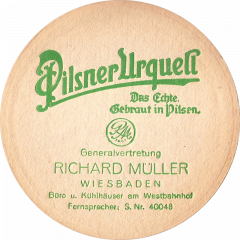 Pilsner Urquell
Das Echte.
Gebraut in Pilsen.
Generalvertretung
RICHARD MÜLLER
WIESBADEN
Büro u. Kühlhäuser am Westbahnhof
Fernsprecher: S. Nr. 40048